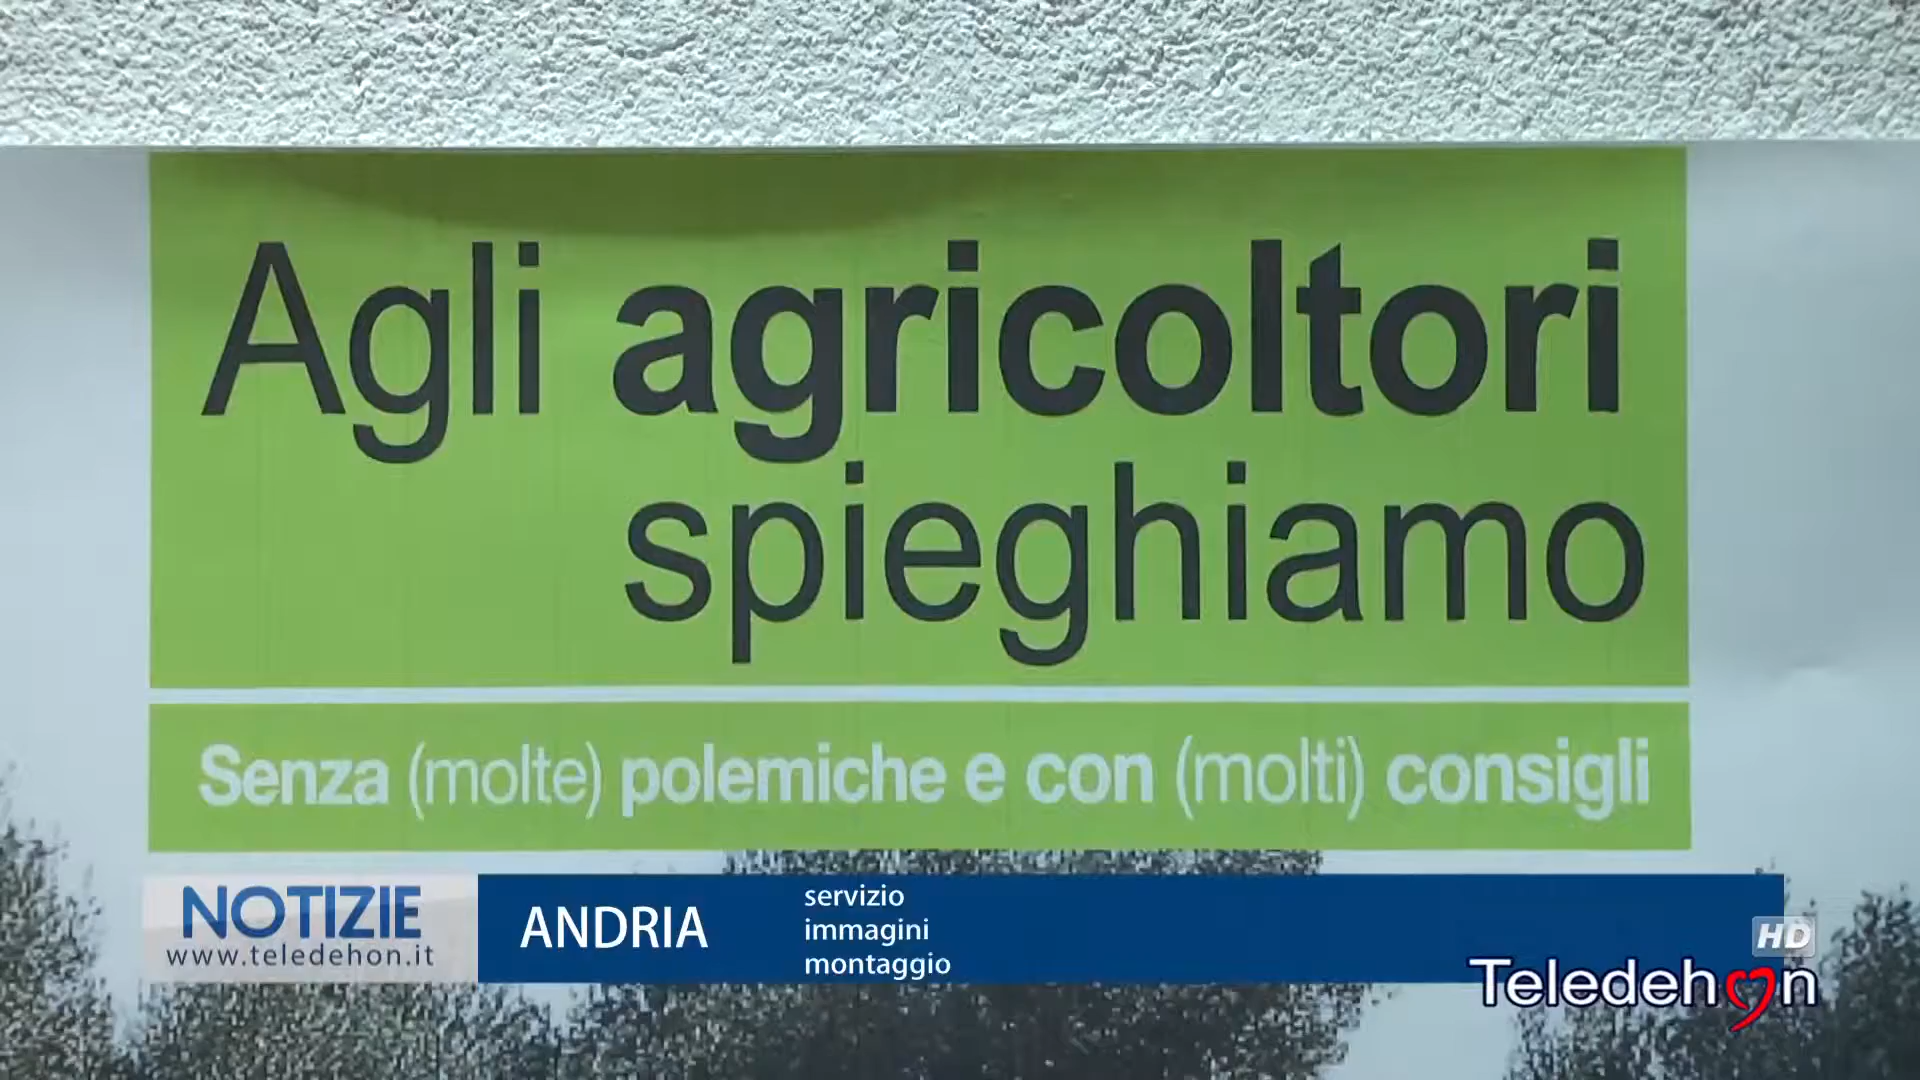 Agli agricoltori
spieghiamo
Senza (molte) polemiche e con (molti) consigli
NOTIZIE
www.teledehon.it
ANDRIA
servizio
immagini
montaggio
HD
Teledehon